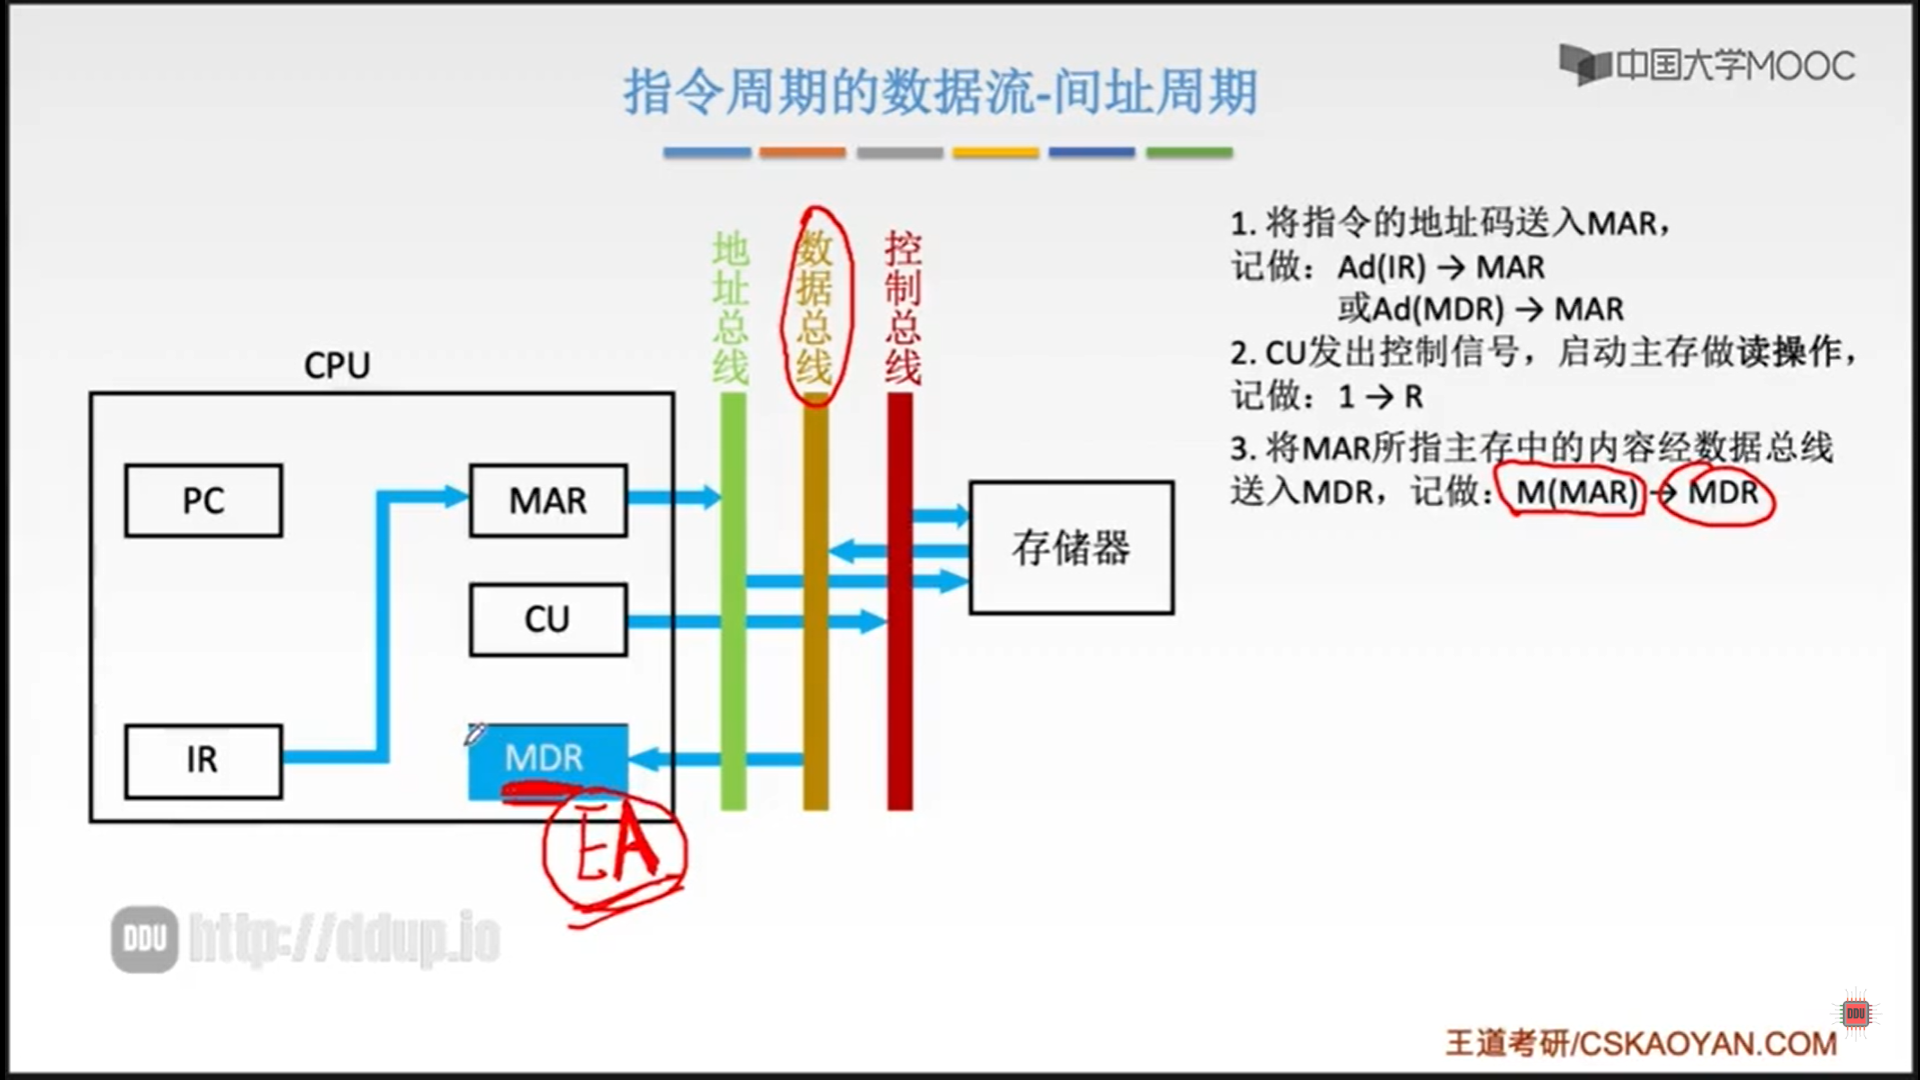 中国大学MOOC
指令周期的数据流-间址周期
地址总线
数据总线
控制总线
CPU
PC
MAR
CU
IR
MDR
EA
存储器
1. 将指令的地址码送入MAR，
记做：Ad(IR) → MAR
或Ad(MDR) → MAR
2. CU发出控制信号，启动主存做读操作，
记做：1 → R
3. 将MAR所指主存中的内容经数据总线
送入MDR，记做：M(MAR) → MDR
DDU http://ddup.io
DDU
王道考研/CSKAOYAN.COM